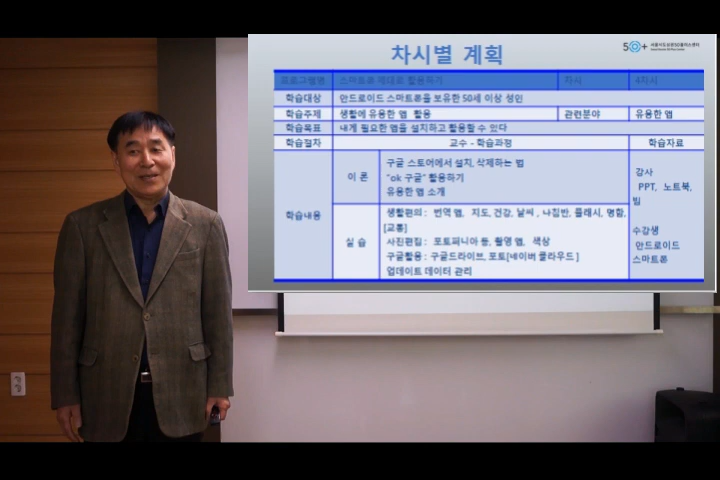 차시별 계획
50+ 서울시도심권50플러스센터
프로그램명 스마트폰 제대로 활용하기 차시 4차시
학습대상 안드로이드 스마트폰을 보유한 50세 이상 성인
학습주제 생활에 유용한 앱 활용 관련분야 유용한 앱
학습목표 내게 필요한 앱을 설치하고 활용할 수 있다
학습절차 교수 - 학습과정 학습자료
학습내용
이 론
구글 스토어에서 설치, 삭제하는 법
"ok 구글" 활용하기
유용한 앱 소개
실 습
생활편의 : 번역 앱, 지도, 건강, 날씨 , 나침반, 플래시, 명함,
[교통]
사진편집 : 포토퍼니아 등, 촬영 앱, 색상
구글활용 : 구글드라이브, 포토[네이버 클라우드 ]
업데이트 데이터 관리
강사
PPT, 노트북,
빔
수강생
안드로이드
스마트폰